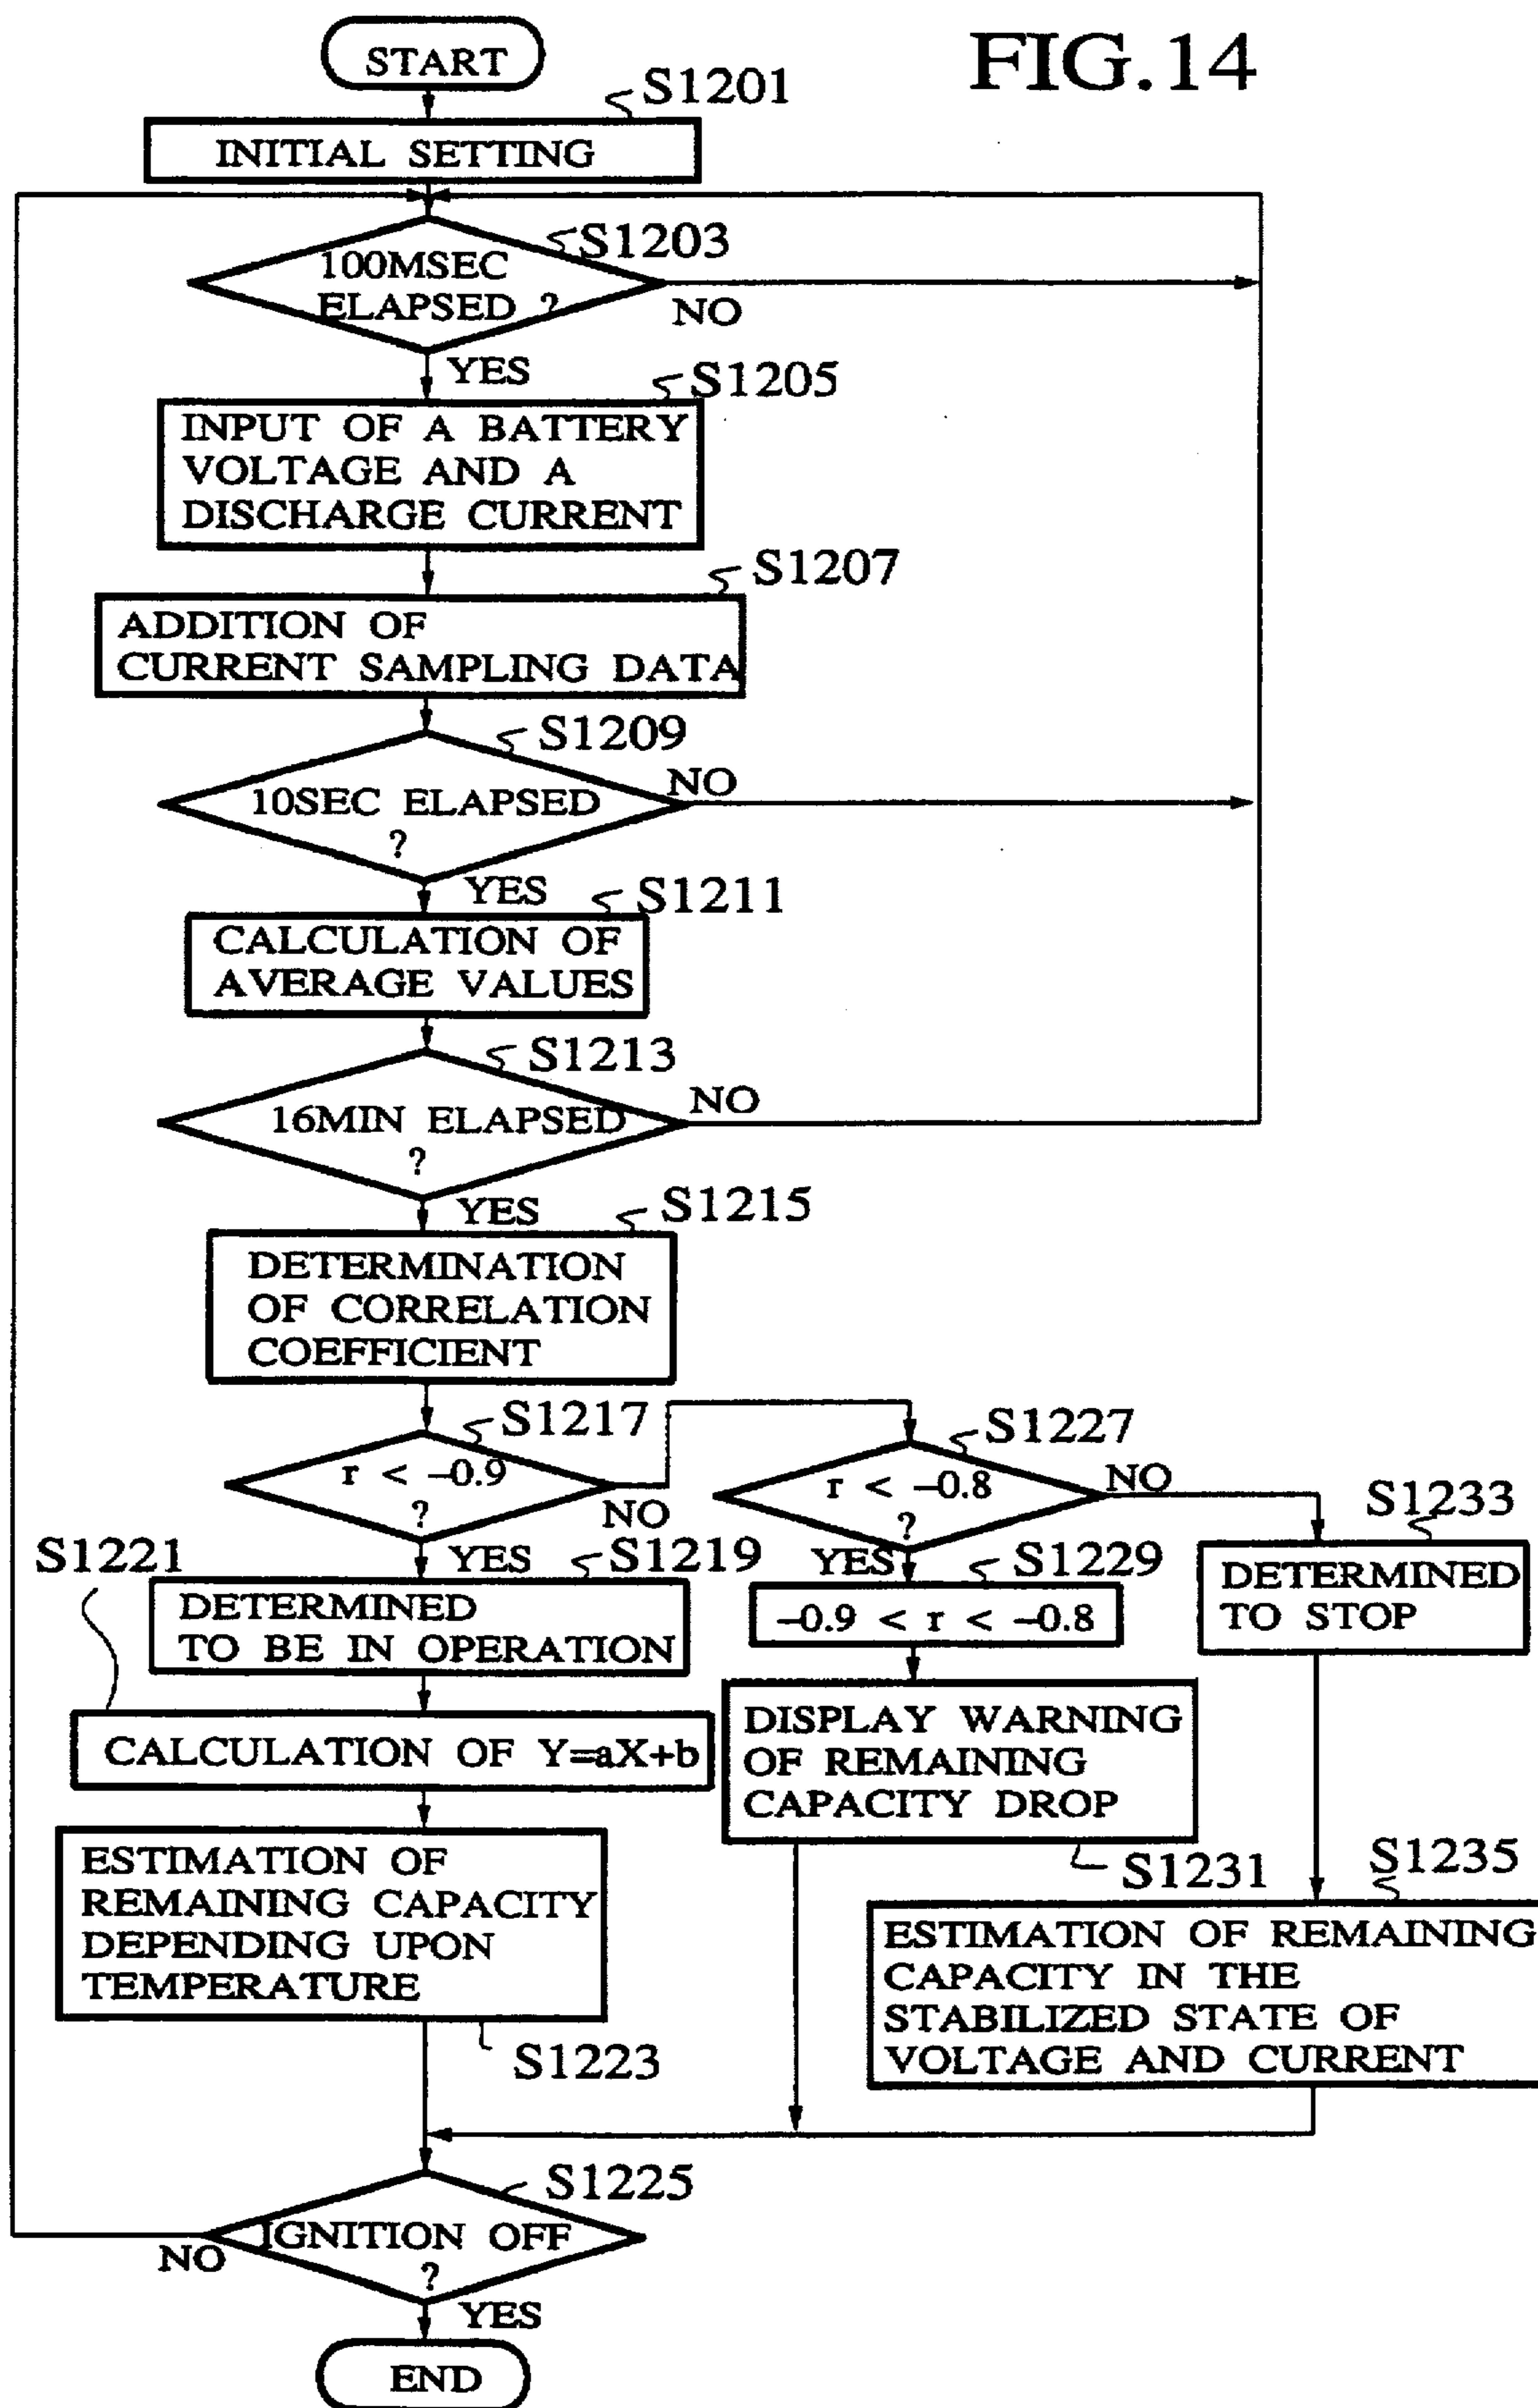 FIG.14
START
S1201
INITIAL SETTING
S1203
100MSEC
ELAPSED ?
NO
YES
S1205
INPUT OF A BATTERY
VOLTAGE AND A
DISCHARGE CURRENT
S1207
ADDITION OF
CURRENT SAMPLING DATA
S1209
10SEC ELAPSED
?
NO
YES
S1211
CALCULATION OF
AVERAGE VALUES
S1213
16MIN ELAPSED
?
NO
YES
S1215
DETERMINATION
OF CORRELATION
COEFFICIENT
S1217
r < –0.9
?
NO
YES
S1227
r < –0.8
?
NO
YES
S1219
DETERMINED
TO BE IN OPERATION
S1221
CALCULATION OF Y=aX+b
ESTIMATION OF
REMAINING CAPACITY
DEPENDING UPON
TEMPERATURE
S1223
S1229
–0.9 < r < –0.8
DISPLAY WARNING
OF REMAINING
CAPACITY DROP
S1231
S1233
DETERMINED
TO STOP
S1235
ESTIMATION OF REMAINING
CAPACITY IN THE
STABILIZED STATE OF
VOLTAGE AND CURRENT
S1225
IGNITION OFF
?
NO
YES
END